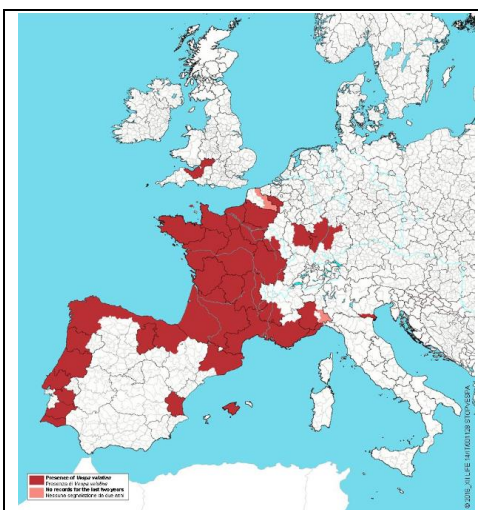 Presence of Vespa velutina
Presenza di Vespa velutina
No records for the last two years
Nessuna segnalazione da due anni
STOPVESPA